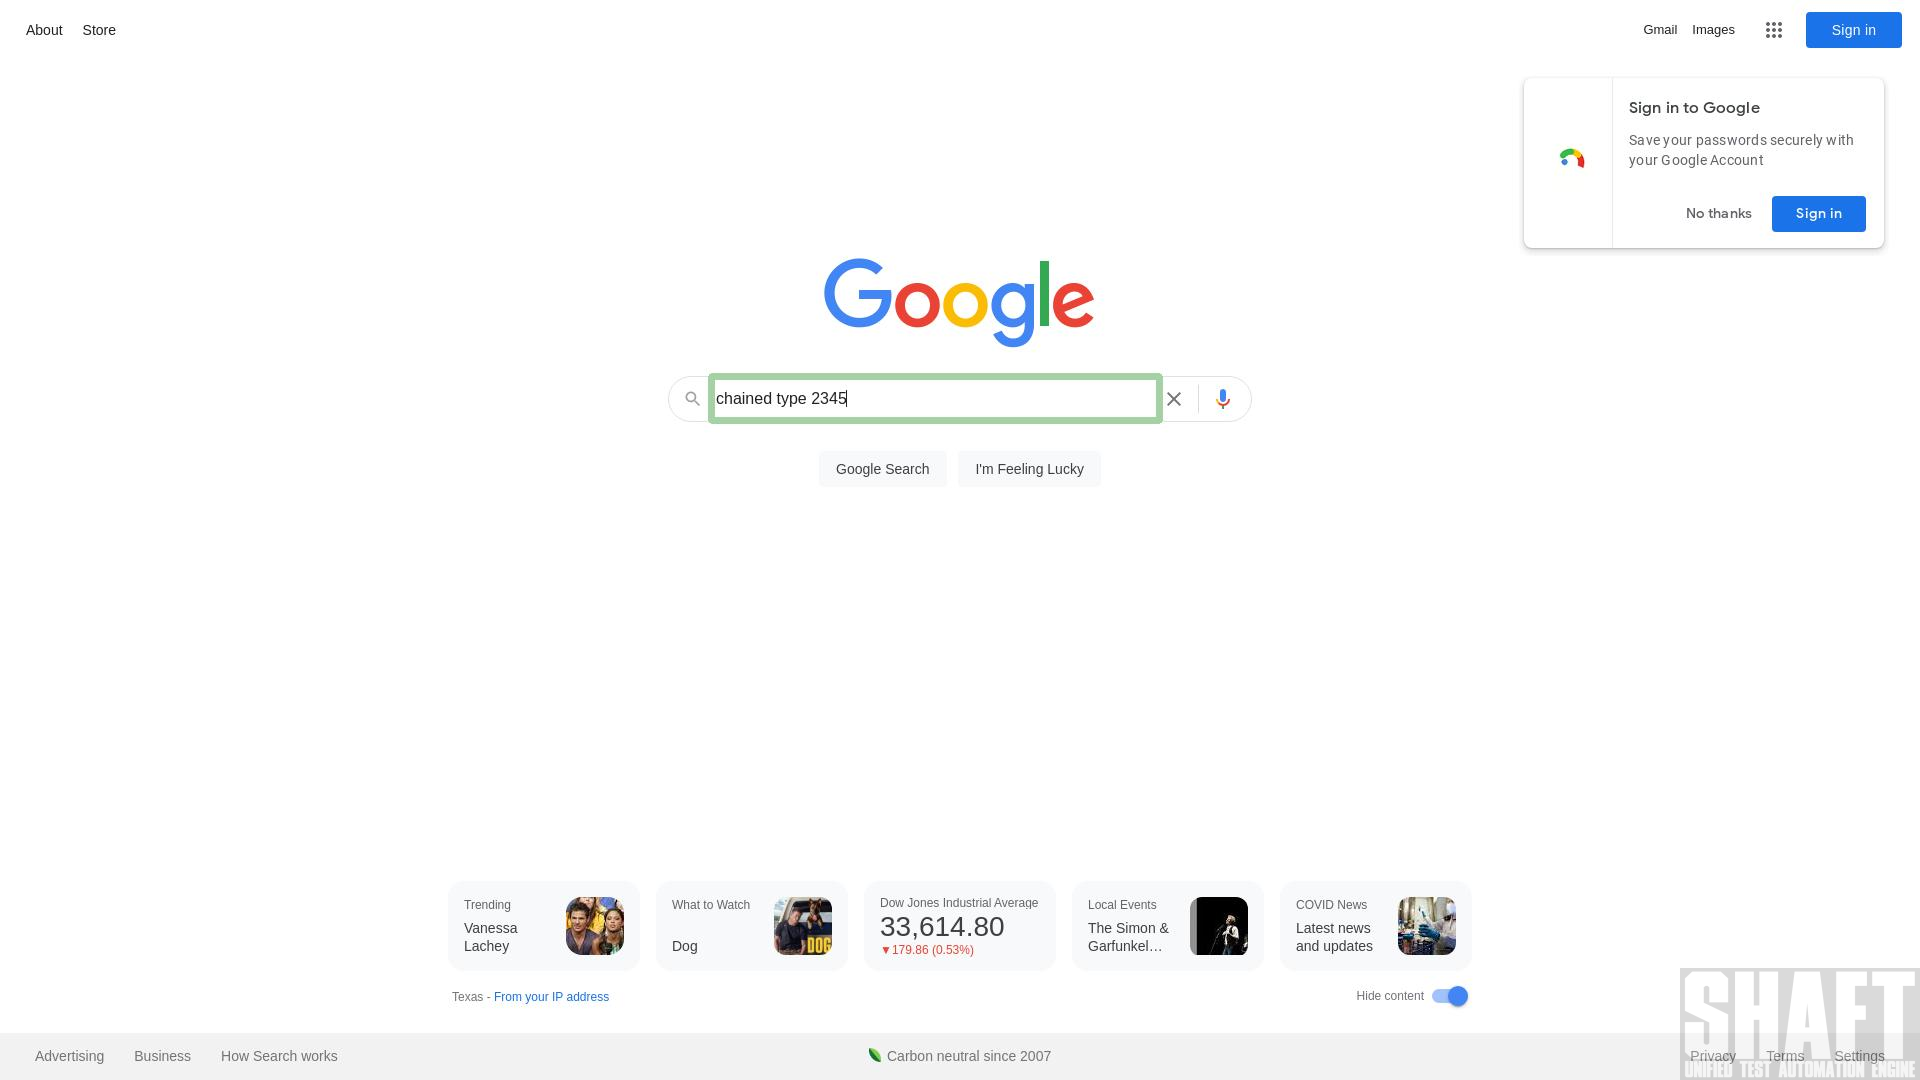 About Store
Gmail Images Sign in
Sign in to Google
Save your passwords securely with
your Google Account
No thanks Sign in
Google
chained type 2345
Google Search I'm Feeling Lucky
Trending
Vanessa
Lachey
What to Watch
Dog
DOG
Dow Jones Industrial Average
33,614.80
▼179.86 (0.53%)
Local Events
The Simon &
Garfunkel…
COVID News
Latest news
and updates
Texas - From your IP address
Hide content
SHAFT
UNIFIED TEST AUTOMATION ENGINE
Advertising Business How Search works
Carbon neutral since 2007
Privacy Terms Settings